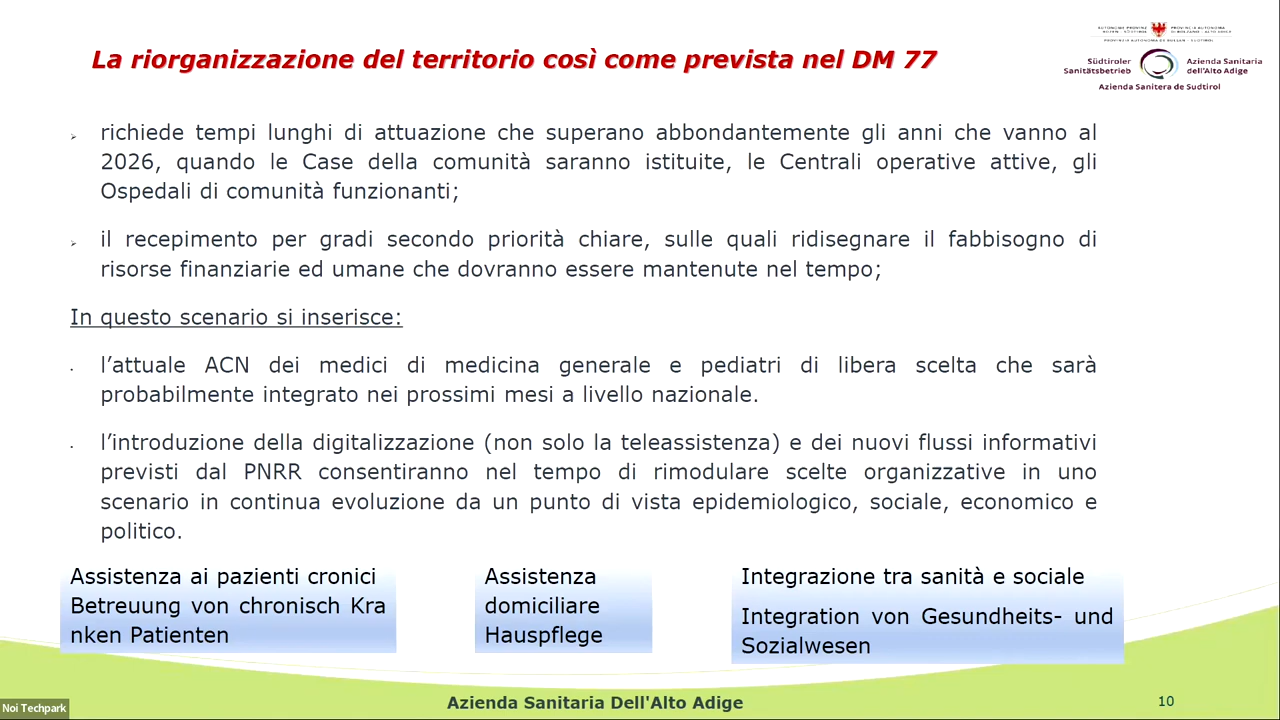 La riorganizzazione del territorio così come prevista nel DM 77
Südtiroler Sanitätsbetrieb
Azienda Sanitaria dell'Alto Adige
Azienda Sanitera de Sudtirol
richiede tempi lunghi di attuazione che superano abbondantemente gli anni che vanno al
2026, quando le Case della comunità saranno istituite, le Centrali operative attive, gli
Ospedali di comunità funzionanti;
il recepimento per gradi secondo priorità chiare, sulle quali ridisegnare il fabbisogno di
risorse finanziarie ed umane che dovranno essere mantenute nel tempo;
In questo scenario si inserisce:
l’attuale ACN dei medici di medicina generale e pediatri di libera scelta che sarà
probabilmente integrato nei prossimi mesi a livello nazionale.
l’introduzione della digitalizzazione (non solo la teleassistenza) e dei nuovi flussi informativi
previsti dal PNRR consentiranno nel tempo di rimodulare scelte organizzative in uno
scenario in continua evoluzione da un punto di vista epidemiologico, sociale, economico e
politico.
Assistenza ai pazienti cronici
Betreuung von chronisch Kra
nken Patienten
Assistenza
domiciliare
Hauspflege
Integrazione tra sanità e sociale
Integration von Gesundheits- und
Sozialwesen
Azienda Sanitaria Dell'Alto Adige
10
Noi Techpark